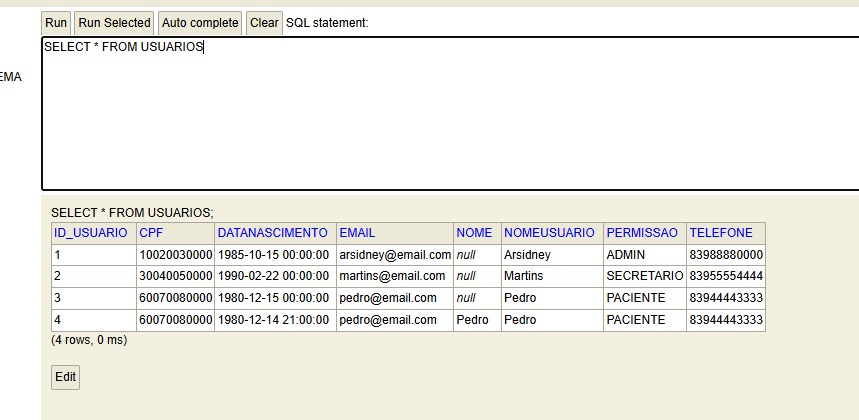 Run Run Selected Auto complete Clear SQL statement:
SELECT * FROM USUARIOS
EMA
SELECT * FROM USUARIOS;
ID_USUARIO CPF DATANASCIMENTO EMAIL NOME NOMEUSUARIO PERMISSAO TELEFONE
1 10020030000 1985-10-15 00:00:00 arsidney@email.com null Arsidney ADMIN 83988880000
2 30040050000 1990-02-22 00:00:00 martins@email.com null Martins SECRETARIO 83955554444
3 60070080000 1980-12-15 00:00:00 pedro@email.com null Pedro PACIENTE 83944443333
4 60070080000 1980-12-14 21:00:00 pedro@email.com Pedro Pedro PACIENTE 83944443333
(4 rows, 0 ms)
Edit